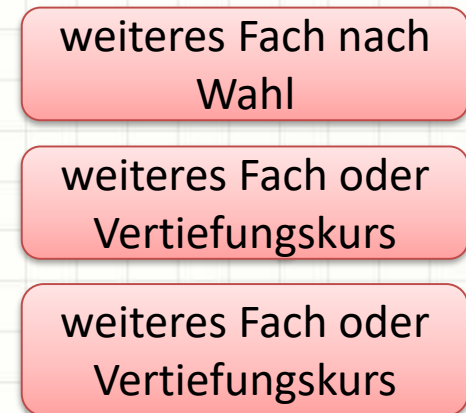 weiteres Fach nach
Wahl
weiteres Fach oder
Vertiefungskurs
weiteres Fach oder
Vertiefungskurs